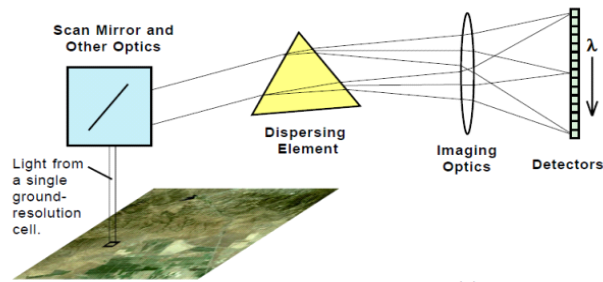 Scan Mirror and
Other Optics
Light from
a single
ground-
resolution
cell.
Dispersing
Element
Imaging
Optics
λ
Detectors